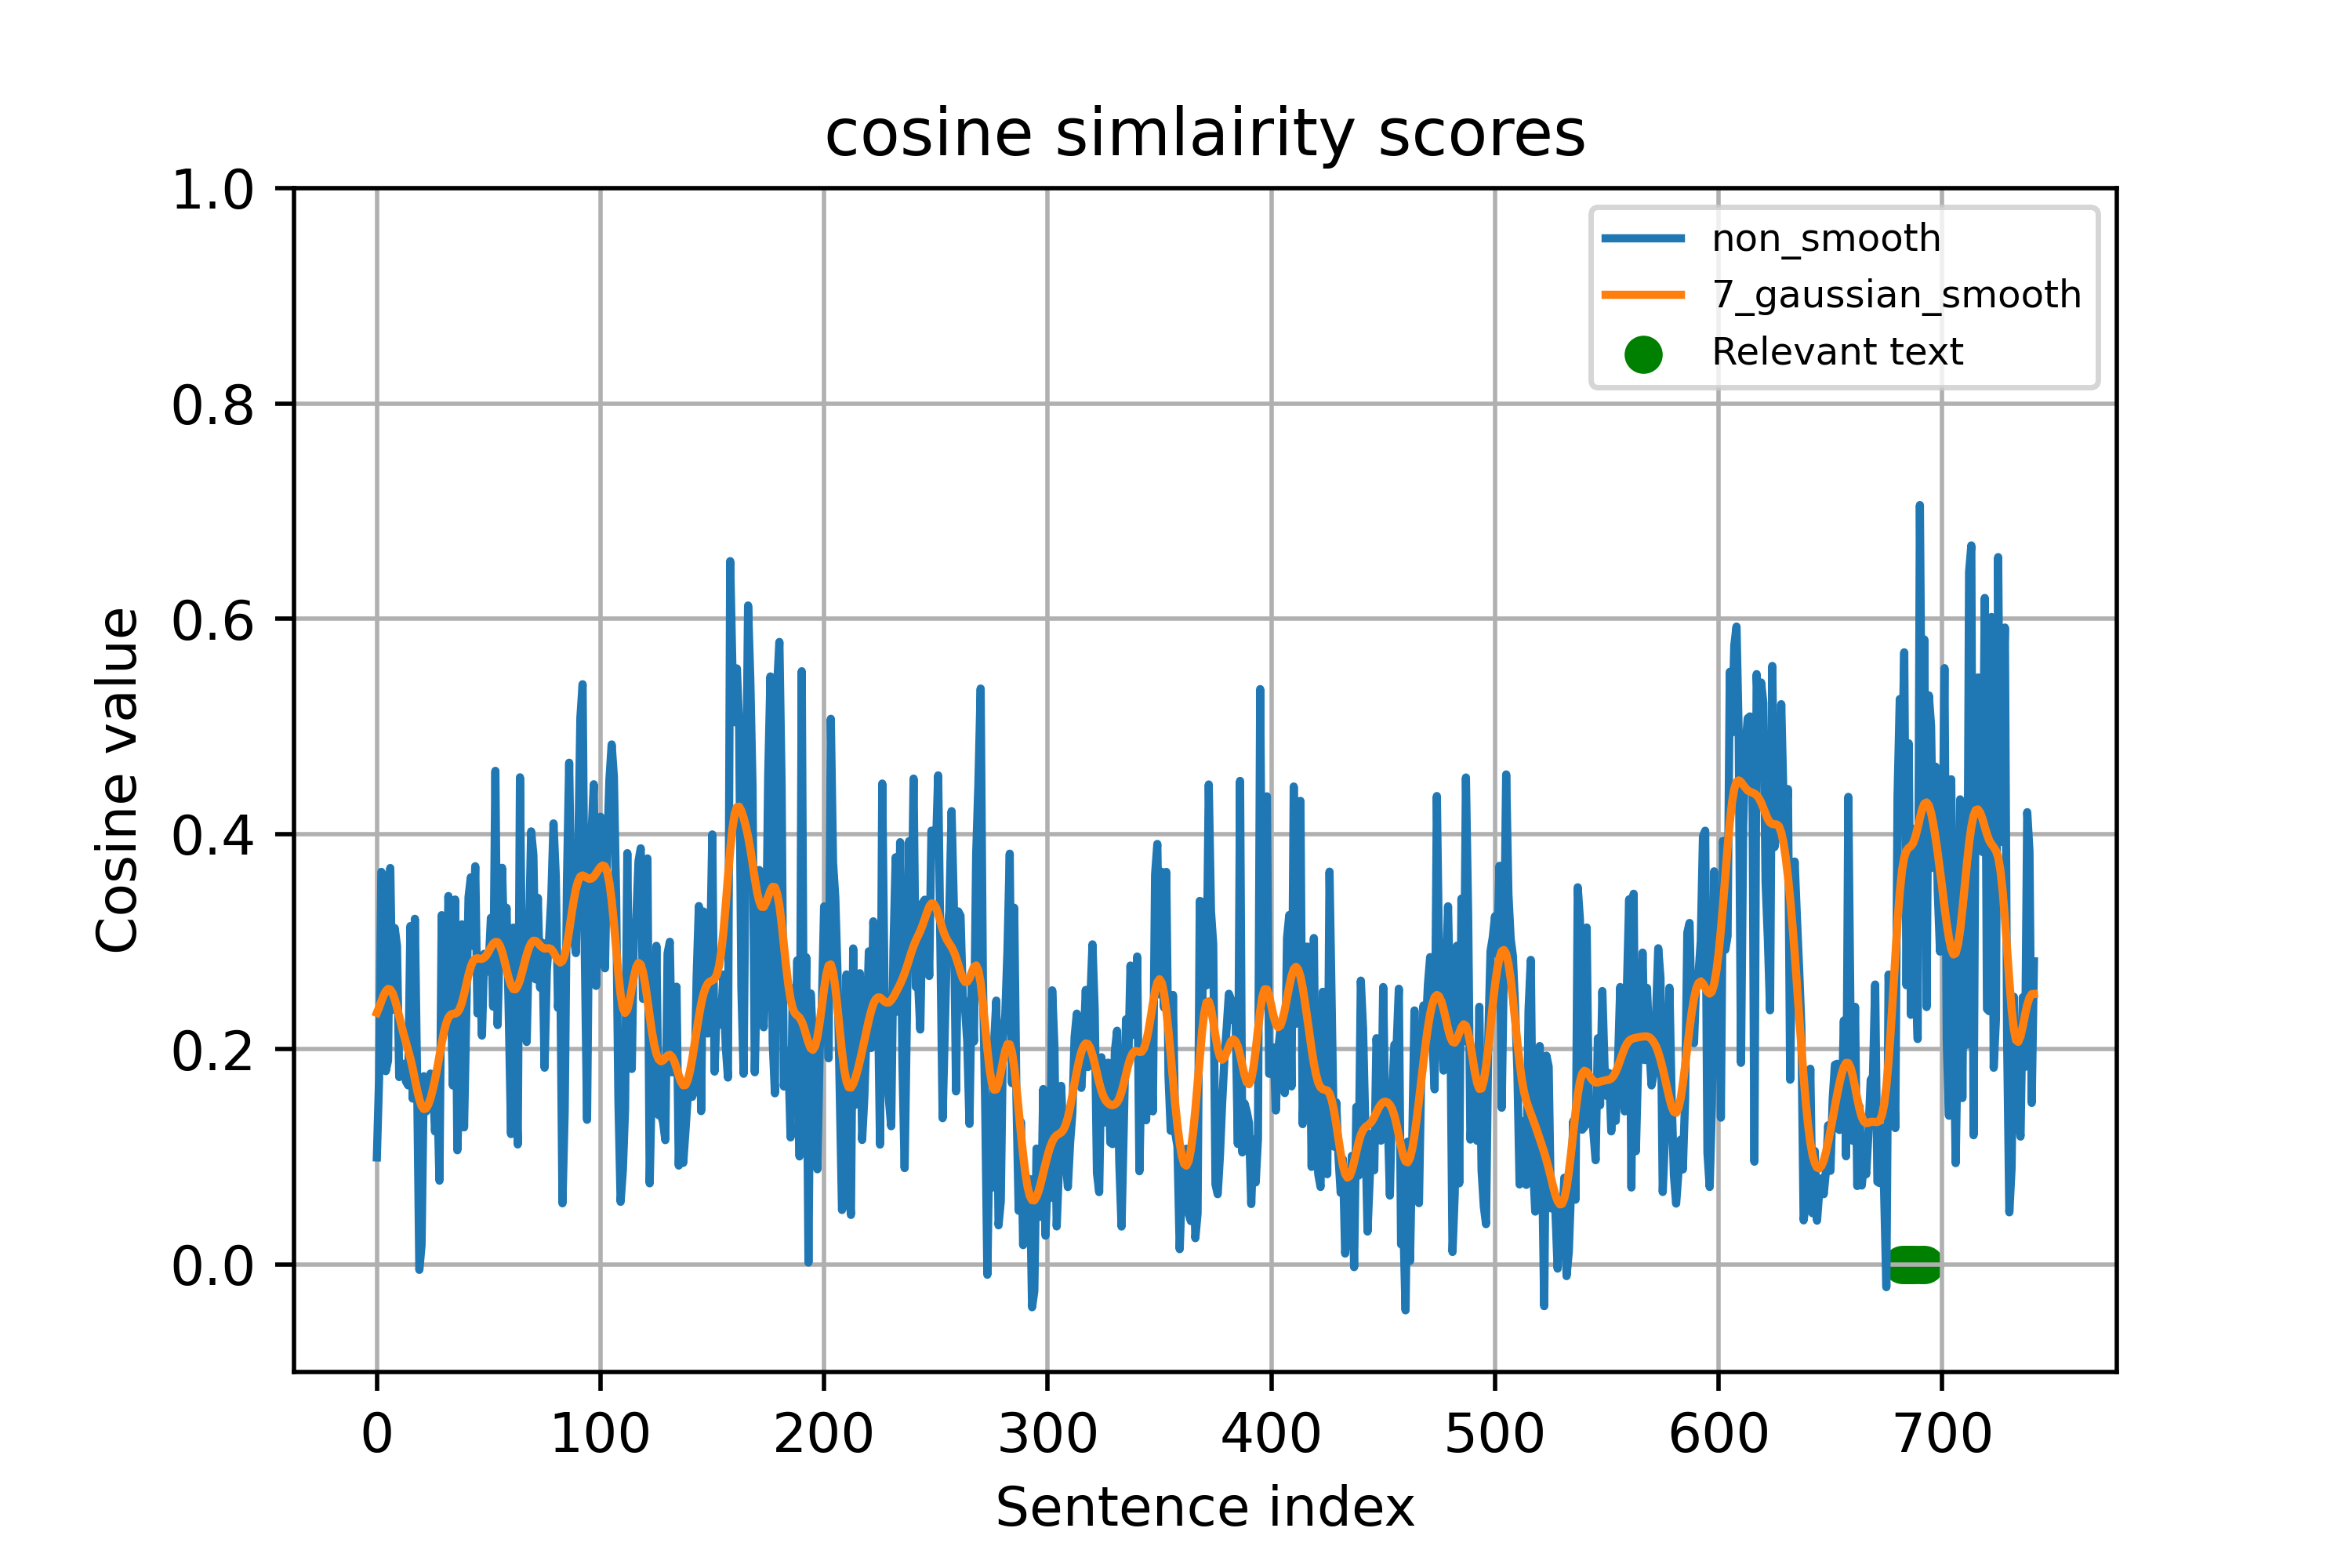 cosine simlairity scores
1.0
0.8
0.6
0.4
0.2
0.0
Cosine value
non_smooth
7_gaussian_smooth
Relevant text
0 100 200 300 400 500 600 700
Sentence index